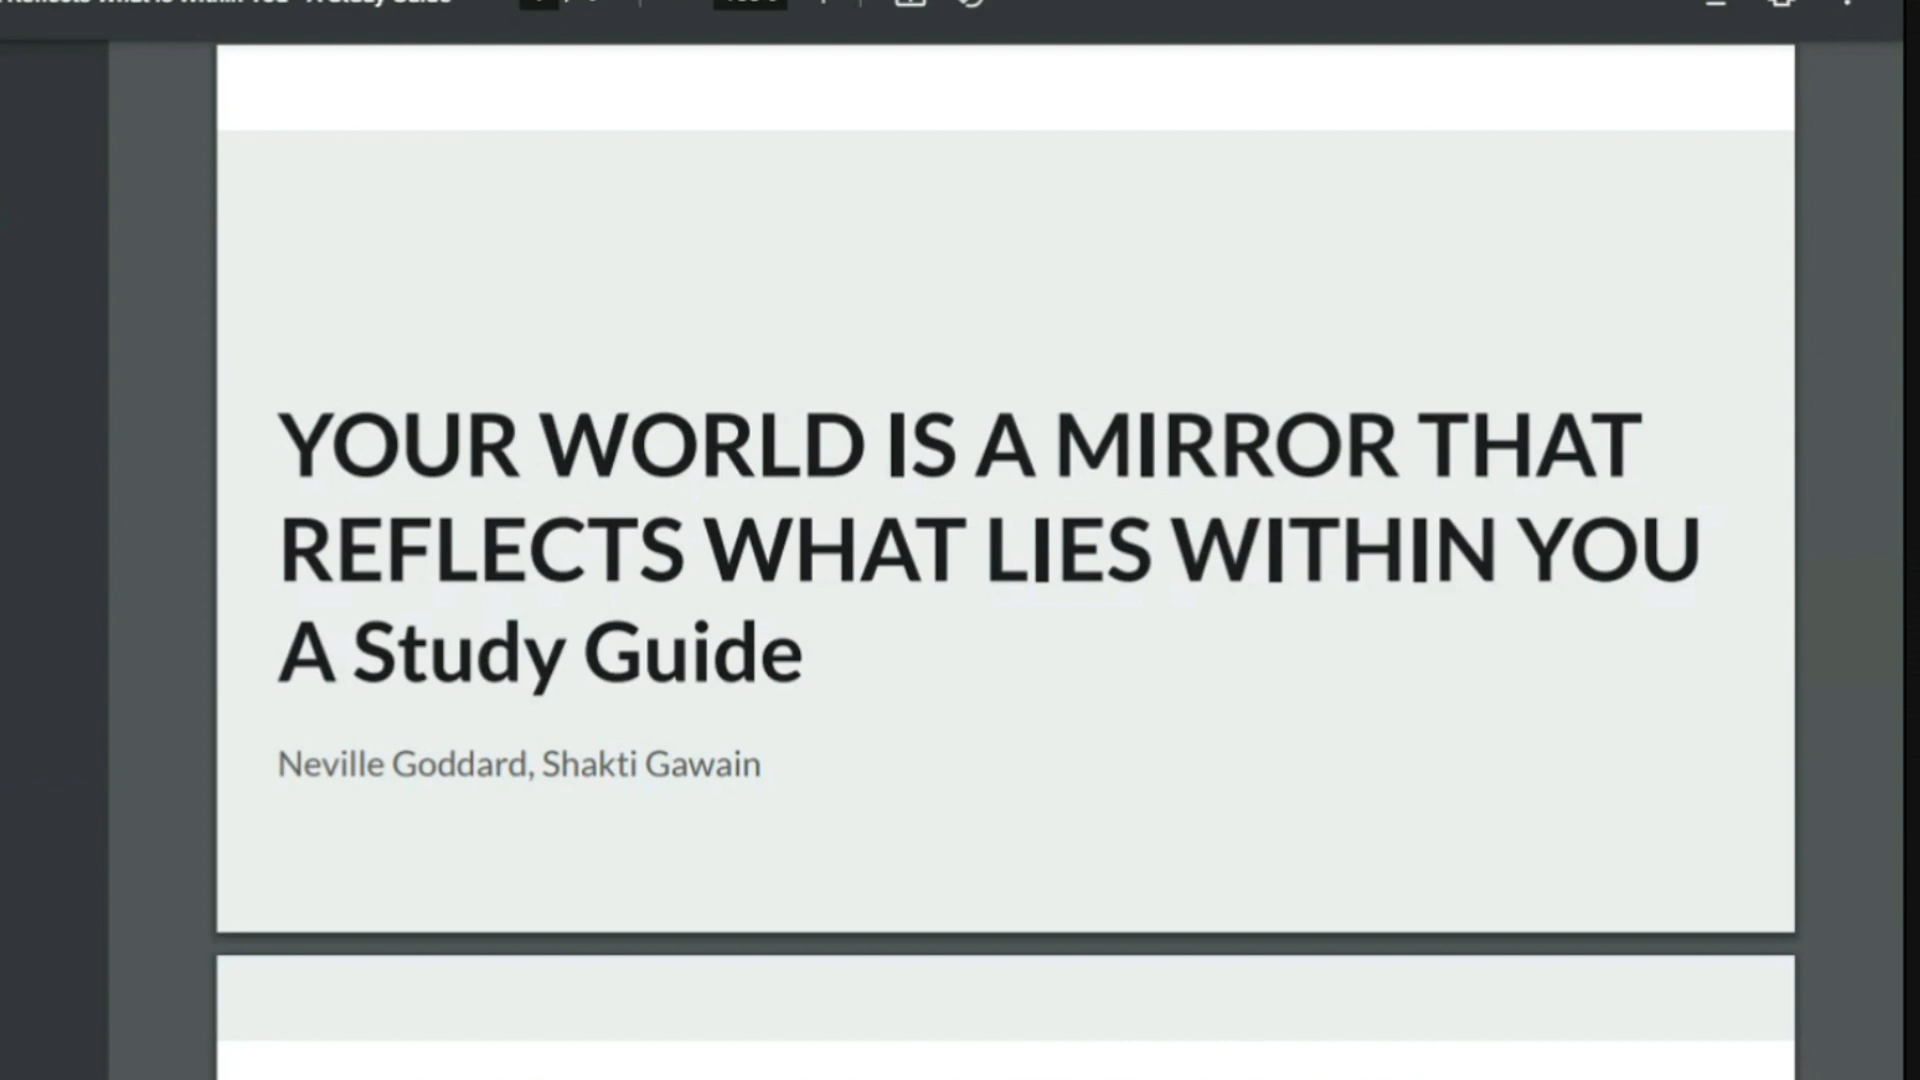 YOUR WORLD IS A MIRROR THAT
REFLECTS WHAT LIES WITHIN YOU
A Study Guide
Neville Goddard, Shakti Gawain